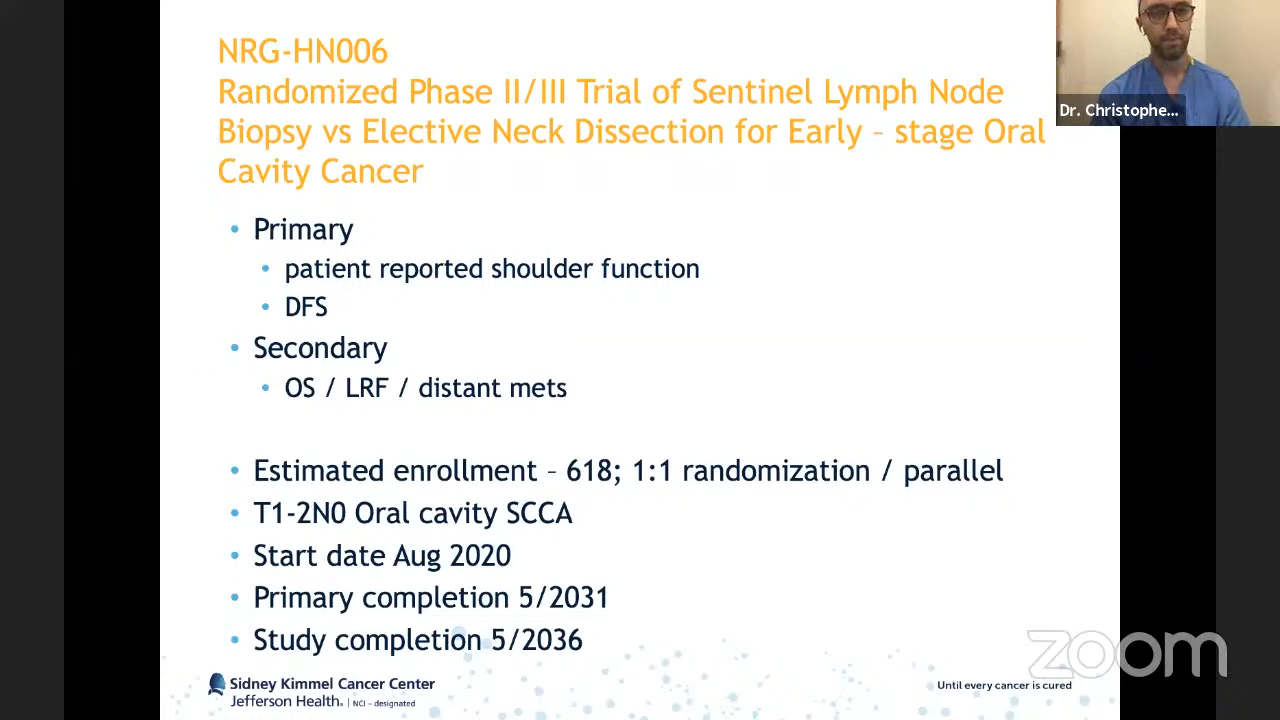 NRG-HN006
Randomized Phase II/III Trial of Sentinel Lymph Node
Biopsy vs Elective Neck Dissection for Early – stage Oral
Cavity Cancer
Dr. Christophe...
• Primary
• patient reported shoulder function
• DFS
• Secondary
• OS / LRF / distant mets
• Estimated enrollment – 618; 1:1 randomization / parallel
• T1-2N0 Oral cavity SCCA
• Start date Aug 2020
• Primary completion 5/2031
• Study completion 5/2036
zoom
Sidney Kimmel Cancer Center
Jefferson Health. | NCI – designated
Until every cancer is cured